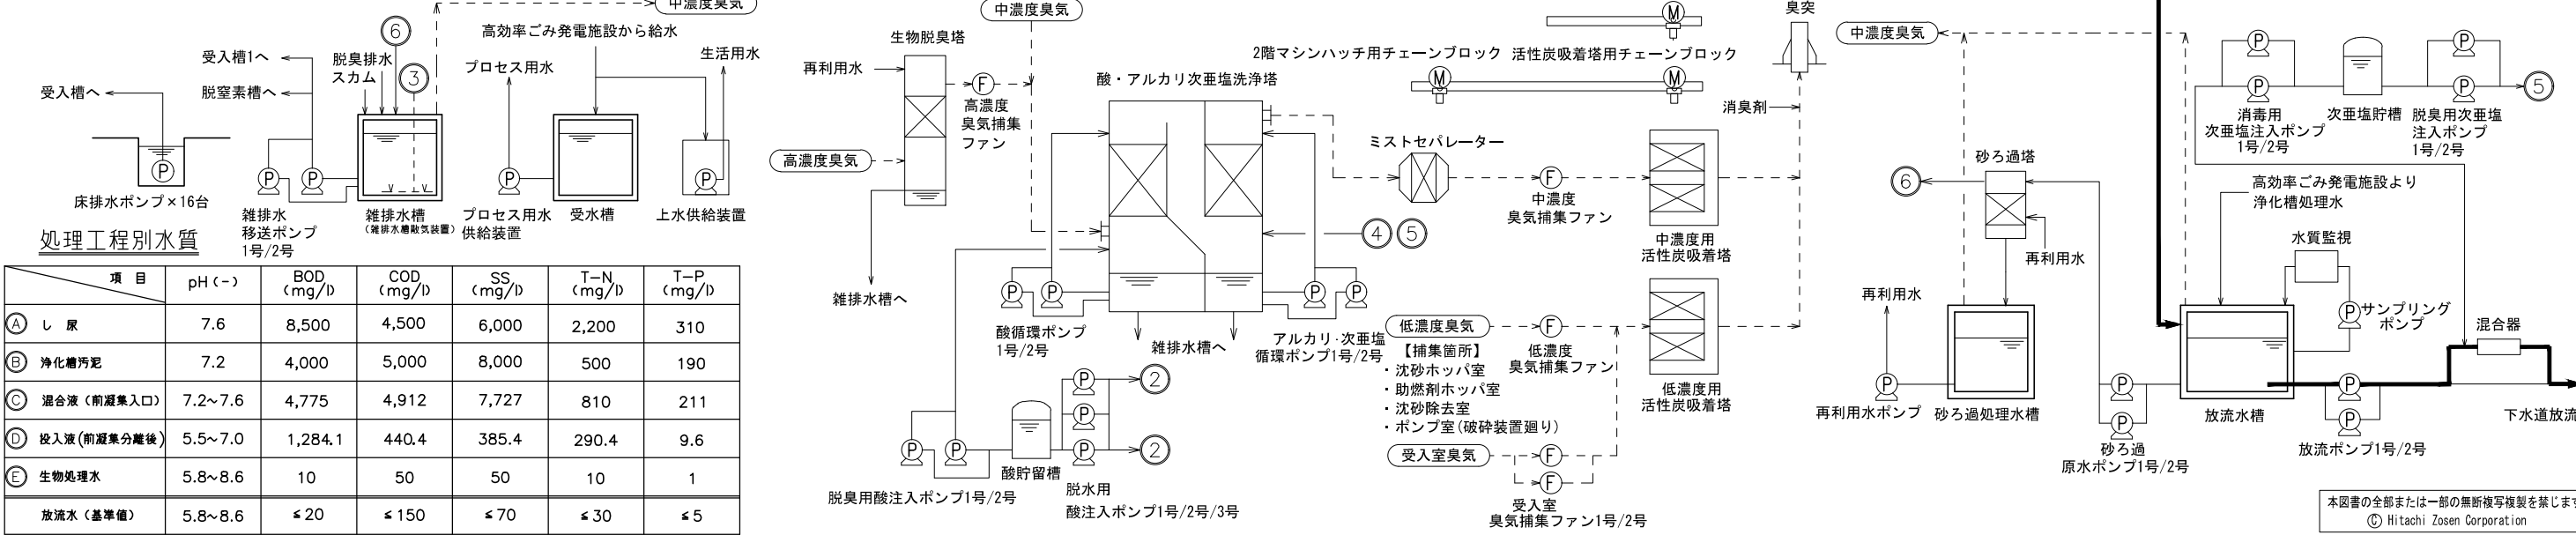 中濃度臭気
⑥
高効率ごみ発電施設から給水
受入槽1へ
脱臭排水
スカム
③
生活用水
プロセス用水
受入槽へ
脱窒素槽へ
P
P
P
P
P
床排水ポンプ×16台
雑排水
移送ポンプ
1号/2号
雑排水槽
(雑排水槽散気装置)
プロセス用水
供給装置
受水槽
上水供給装置
処理工程別水質
項 目 pH(-) BOD(mg/l) COD(mg/l) SS(mg/l) T-N(mg/l) T-P(mg/l)
Ⓐ し 尿 7.6 8,500 4,500 6,000 2,200 310
Ⓑ 浄化槽汚泥 7.2 4,000 5,000 8,000 500 190
Ⓒ 混合液(前凝集入口) 7.2~7.6 4,775 4,912 7,727 810 211
Ⓓ 投入液(前凝集分離後) 5.5~7.0 1,284.1 440.4 385.4 290.4 9.6
Ⓔ 生物処理水 5.8~8.6 10 50 50 10 1
放流水(基準値) 5.8~8.6 ≤20 ≤150 ≤70 ≤30 ≤5
中濃度臭気
生物脱臭塔
再利用水
F
高濃度
臭気捕集
ファン
高濃度臭気
雑排水槽へ
酸・アルカリ次亜塩洗浄塔
P
P
P
P
酸循環ポンプ
1号/2号
雑排水槽へ
アルカリ・次亜塩
循環ポンプ1号/2号
④ ⑤
P
P
脱臭用酸注入ポンプ1号/2号
酸貯留槽
P
P
P
②
②
脱水用
酸注入ポンプ1号/2号/3号
M
2階マシンハッチ用チェーンブロック
活性炭吸着塔用チェーンブロック
M
M
臭突
消臭剤
ミストセパレーター
F
中濃度
臭気捕集ファン
中濃度用
活性炭吸着塔
低濃度臭気
F
低濃度
臭気捕集ファン
【捕集箇所】
・沈砂ホッパ室
・助燃剤ホッパ室
・沈砂除去室
・ポンプ室(破砕装置廻り)
低濃度用
活性炭吸着塔
受入室臭気
F
F
受入室
臭気捕集ファン1号/2号
中濃度臭気
砂ろ過塔
⑥
再利用水
再利用水
P
再利用水ポンプ
砂ろ過処理水槽
P
P
砂ろ過
原水ポンプ1号/2号
P
P
消毒用
次亜塩注入ポンプ
1号/2号
次亜塩貯槽
P
P
脱臭用次亜塩
注入ポンプ
1号/2号
⑤
高効率ごみ発電施設より
浄化槽処理水
水質監視
P
サンプリング
ポンプ
混合器
放流水槽
P
P
放流ポンプ1号/2号
下水道放流
本図書の全部または一部の無断複写複製を禁じます
Ⓒ Hitachi Zosen Corporation